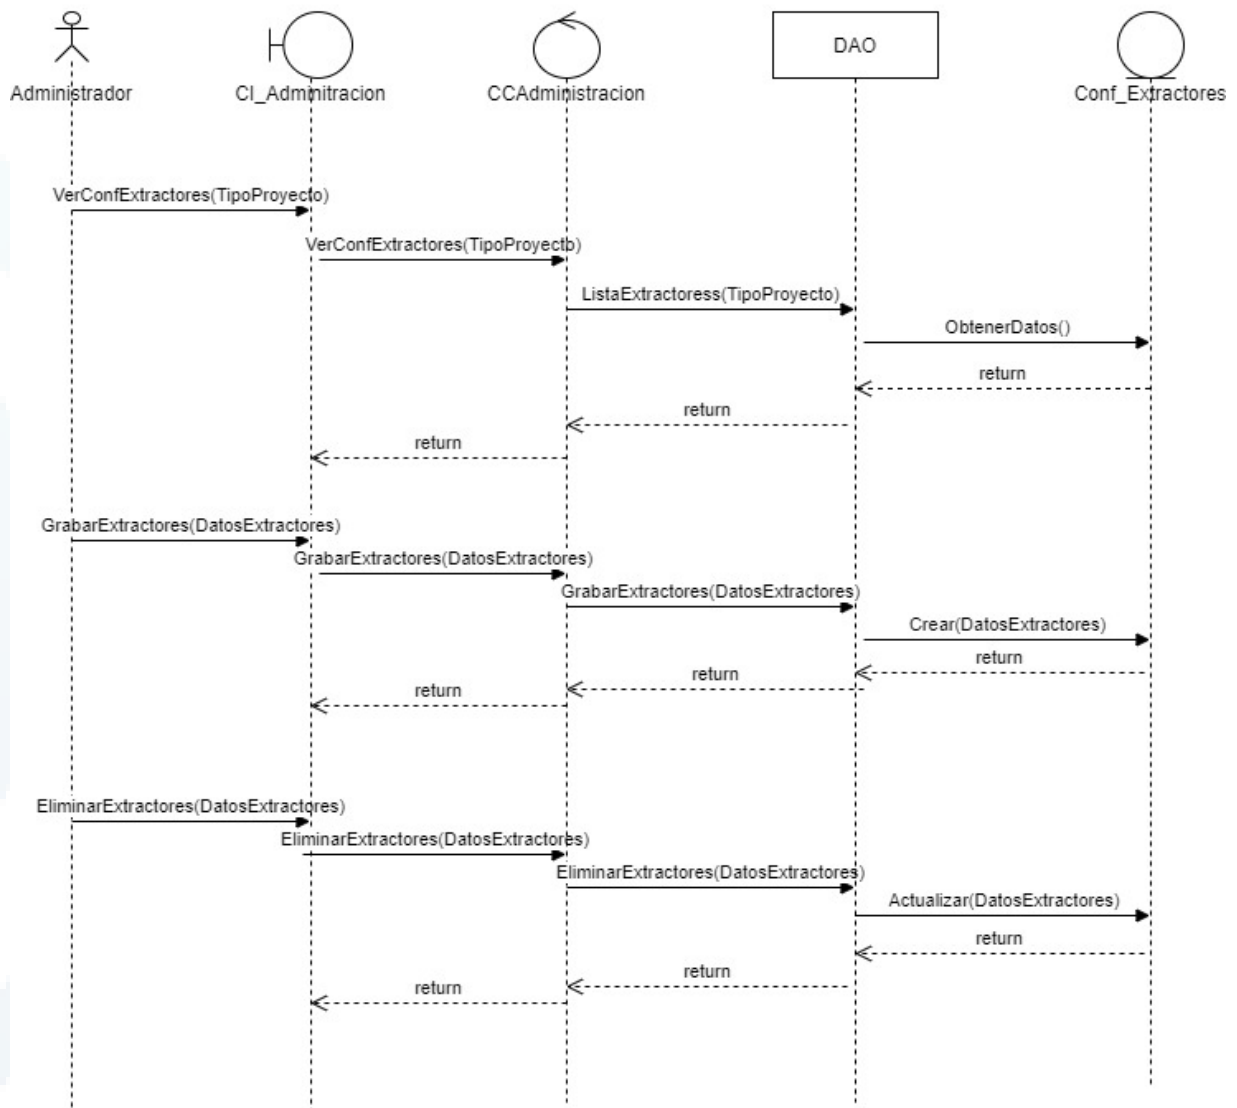 DAO
Administrador
CI_Adminitracion
CCAdministracion
Conf_Extractores
VerConfExtractores(TipoProyecto)
VerConfExtractores(TipoProyecto)
ListaExtractoress(TipoProyecto)
ObtenerDatos()
return
return
return
GrabarExtractores(DatosExtractores)
GrabarExtractores(DatosExtractores)
GrabarExtractores(DatosExtractores)
Crear(DatosExtractores)
return
return
return
EliminarExtractores(DatosExtractores)
EliminarExtractores(DatosExtractores)
EliminarExtractores(DatosExtractores)
Actualizar(DatosExtractores)
return
return
return